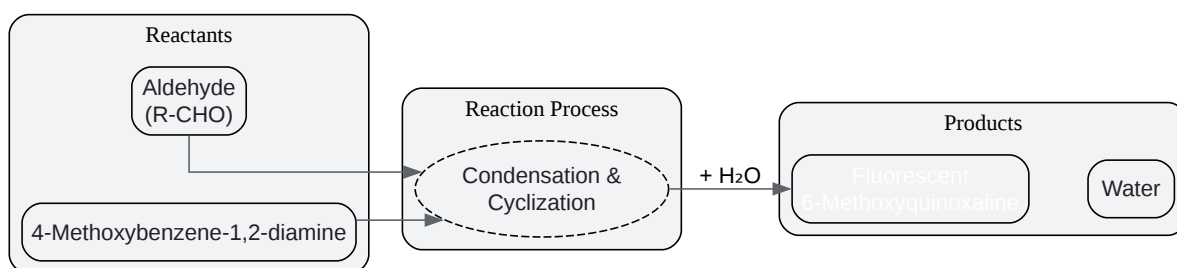 Reactants
Aldehyde
(R-CHO)
4-Methoxybenzene-1,2-diamine
Reaction Process
Condensation &
Cyclization
+ H₂O
Products
Fluorescent
6-Methoxyquinoxaline
Water